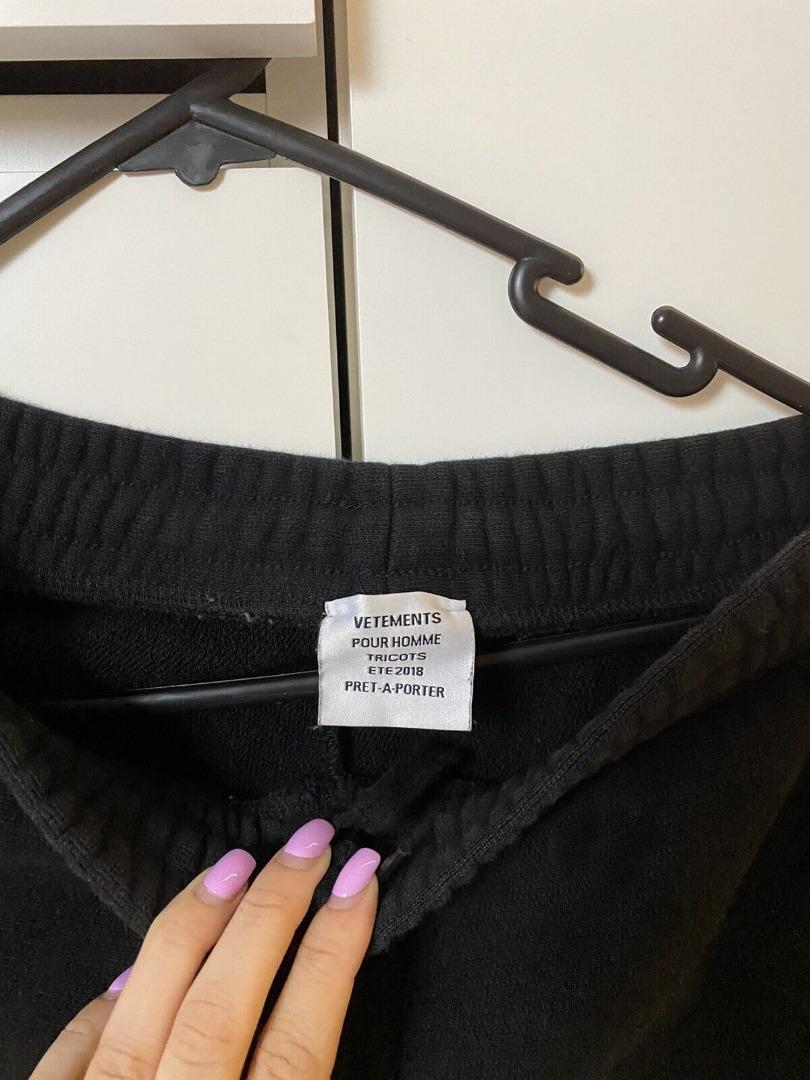 VETEMENTS
POUR HOMME
TRICOTS
ETE2018
PRET-A-PORTER